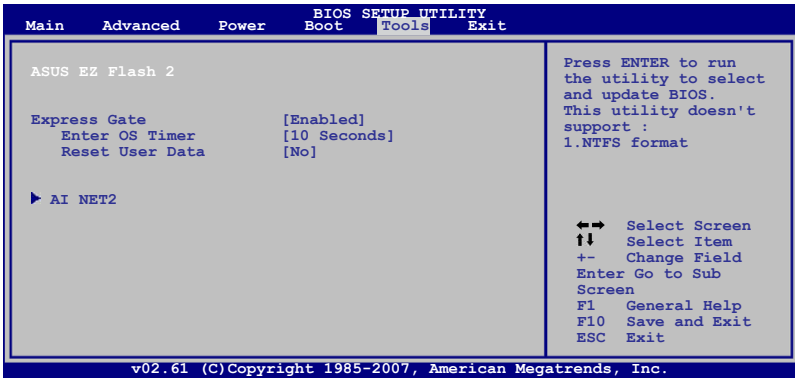 BIOS SETUP UTILITY
Main Advanced Power Boot Tools Exit
ASUS EZ Flash 2
Express Gate [Enabled]
Enter OS Timer [10 Seconds]
Reset User Data [No]
AI NET2
Press ENTER to run
the utility to select
and update BIOS.
This utility doesn't
support :
1.NTFS format
←→ Select Screen
↑↓ Select Item
+- Change Field
Enter Go to Sub
Screen
F1 General Help
F10 Save and Exit
ESC Exit
v02.61 (C)Copyright 1985-2007, American Megatrends, Inc.